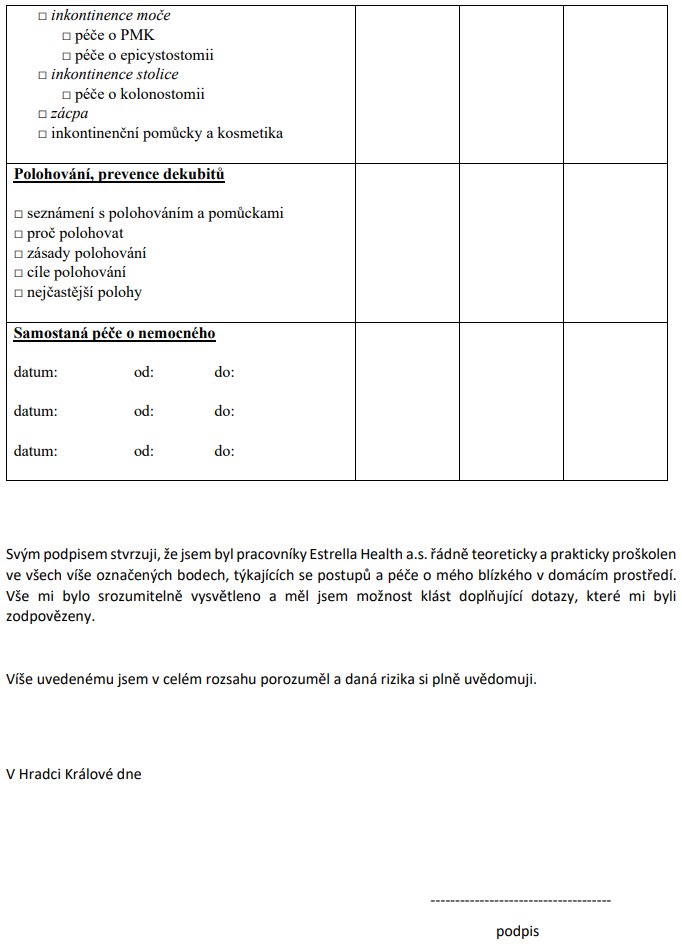 □ inkontinence moče
□ péče o PMK
□ péče o epicystostomii
□ inkontinence stolice
□ péče o kolonostomii
□ zácpa
□ inkontinenční pomůcky a kosmetika
Polohování, prevence dekubitů
□ seznámení s polohováním a pomůckami
□ proč polohovat
□ zásady polohování
□ cíle polohování
□ nejčastější polohy
Samostaná péče o nemocného
datum: od: do:
datum: od: do:
datum: od: do:
Svým podpisem stvrzuji, že jsem byl pracovníky Estrella Health a.s. řádně teoreticky a prakticky proškolen
ve všech víše označených bodech, týkajících se postupů a péče o mého blízkého v domácím prostředí.
Vše mi bylo srozumitelně vysvětleno a měl jsem možnost klást doplňující dotazy, které mi byli
zodpovězeny.
Víše uvedenému jsem v celém rozsahu porozuměl a daná rizika si plně uvědomuji.
V Hradci Králové dne
-------------------------------------
podpis